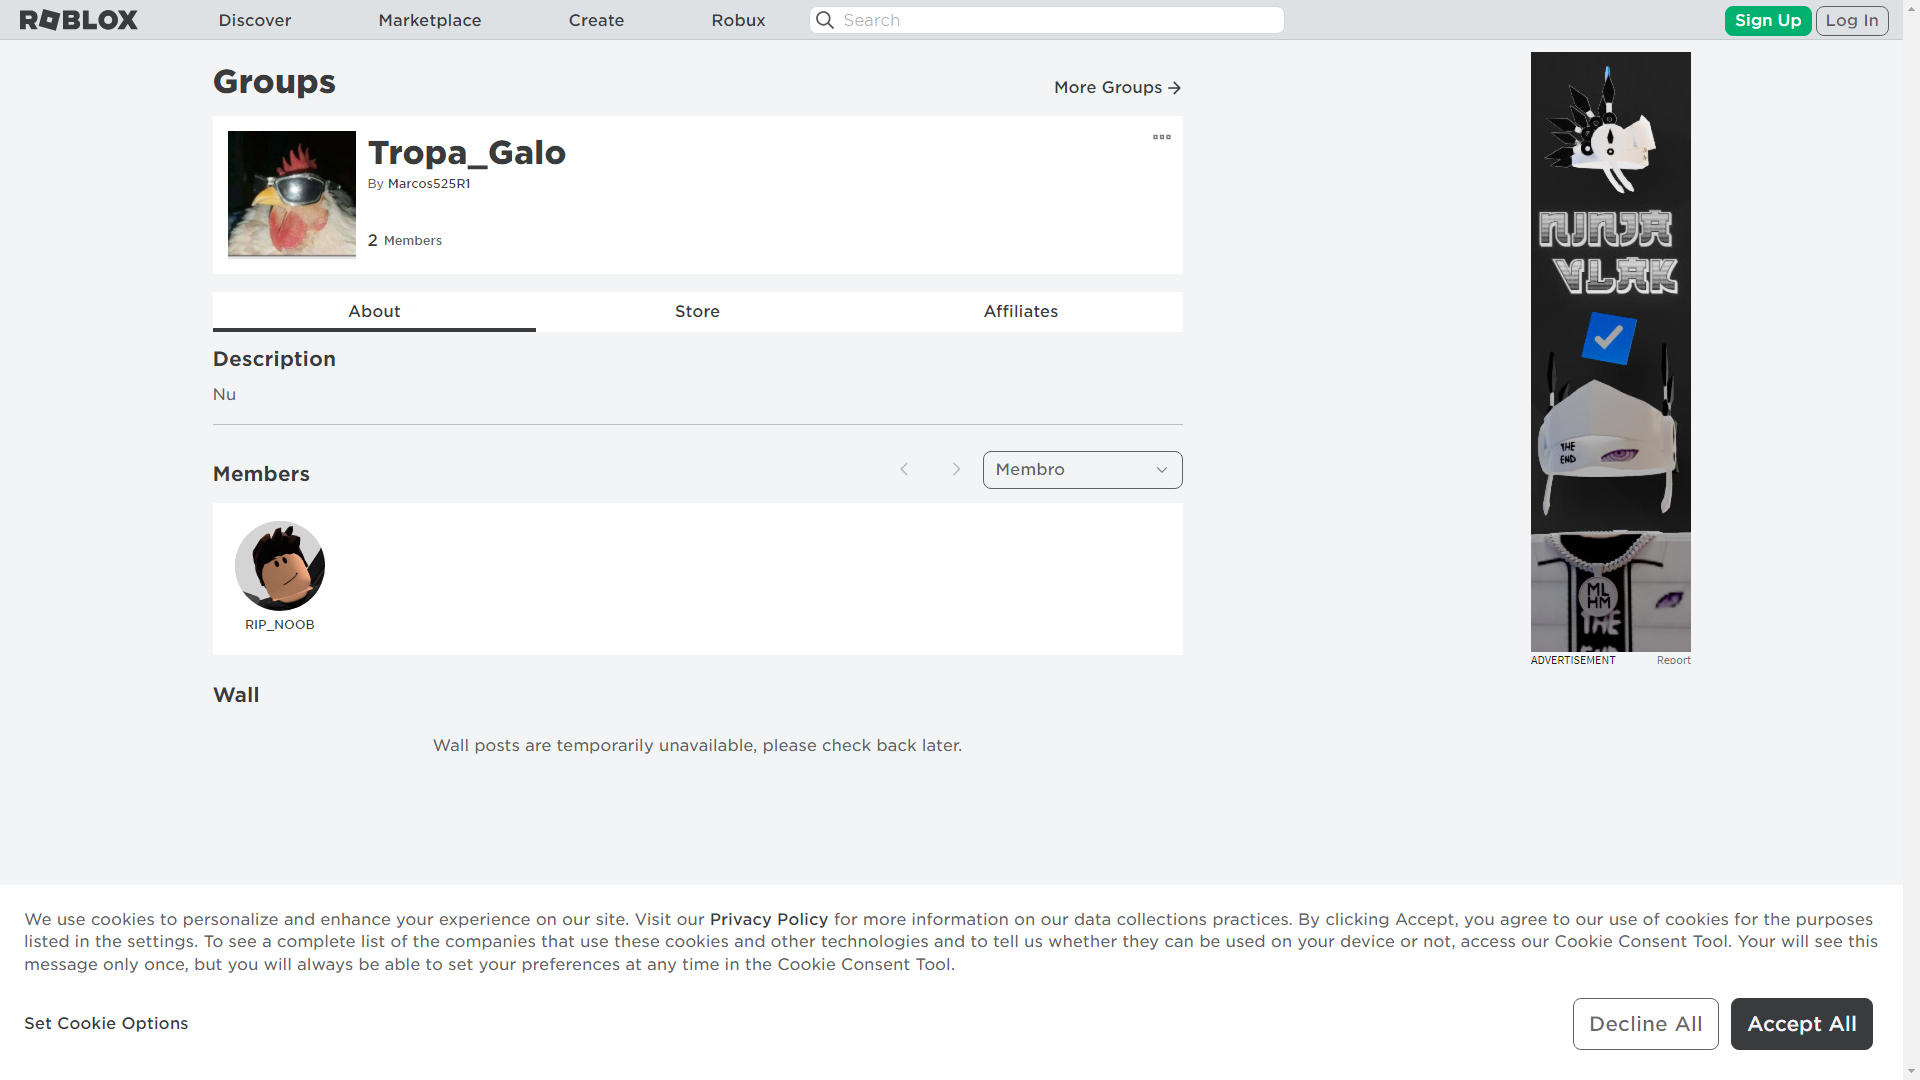 ROBLOX
Discover
Marketplace
Create
Robux
Search
Sign Up
Log In
Groups
More Groups
Tropa_Galo
By Marcos525R1
2 Members
About
Store
Affiliates
Description
Nu
Members
Membro
RIP_NOOB
Wall
Wall posts are temporarily unavailable, please check back later.
NINJA
VLAK
THE
END
ML
HM
THE
END
ADVERTISEMENT
Report
We use cookies to personalize and enhance your experience on our site. Visit our Privacy Policy for more information on our data collections practices. By clicking Accept, you agree to our use of cookies for the purposes
listed in the settings. To see a complete list of the companies that use these cookies and other technologies and to tell us whether they can be used on your device or not, access our Cookie Consent Tool. Your will see this
message only once, but you will always be able to set your preferences at any time in the Cookie Consent Tool.
Set Cookie Options
Decline All
Accept All